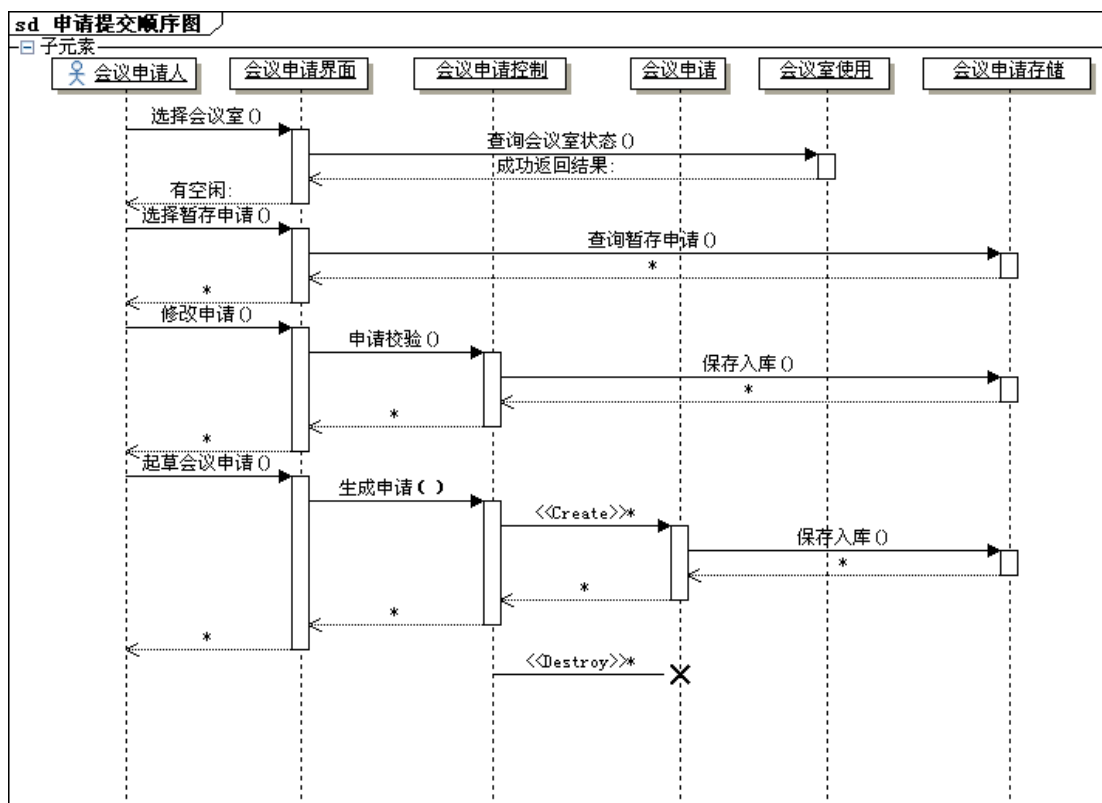 sd 申请提交顺序图
子元素
会议申请人 会议申请界面 会议申请控制 会议申请 会议室使用 会议申请存储
选择会议室()
查询会议室状态()
成功返回结果:
有空闲:
选择暂存申请()
查询暂存申请()
*
*
修改申请()
申请校验()
保存入库()
*
*
*
起草会议申请()
生成申请( )
<<Create>>*
保存入库()
*
*
*
*
<<Destroy>>*